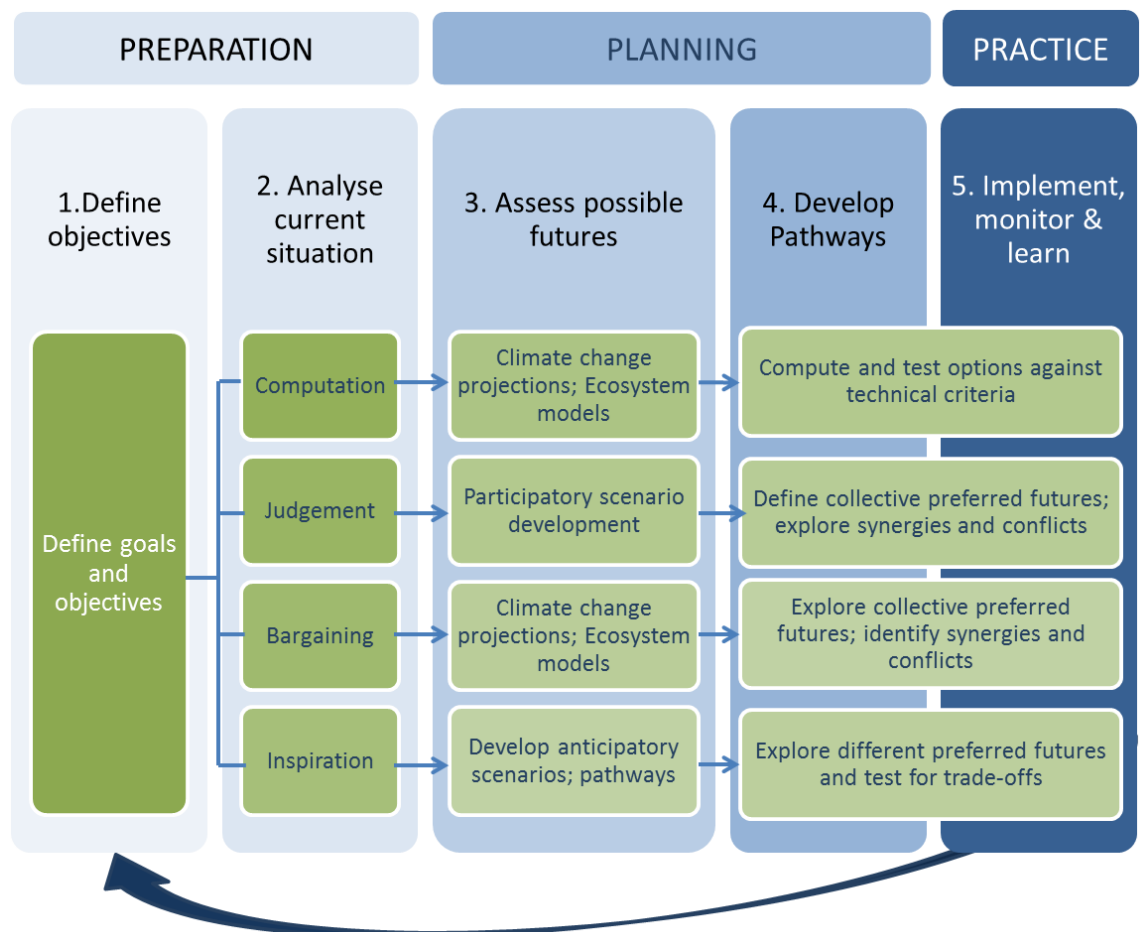 PREPARATION
PLANNING
PRACTICE
1.Define
objectives
2. Analyse
current
situation
3. Assess possible
futures
4. Develop
Pathways
5. Implement,
monitor &
learn
Define goals
and
objectives
Computation
Climate change
projections; Ecosystem
models
Compute and test options against
technical criteria
Judgement
Participatory scenario
development
Define collective preferred futures;
explore synergies and conflicts
Bargaining
Climate change
projections; Ecosystem
models
Explore collective preferred
futures; identify synergies and
conflicts
Inspiration
Develop anticipatory
scenarios; pathways
Explore different preferred futures
and test for trade-offs